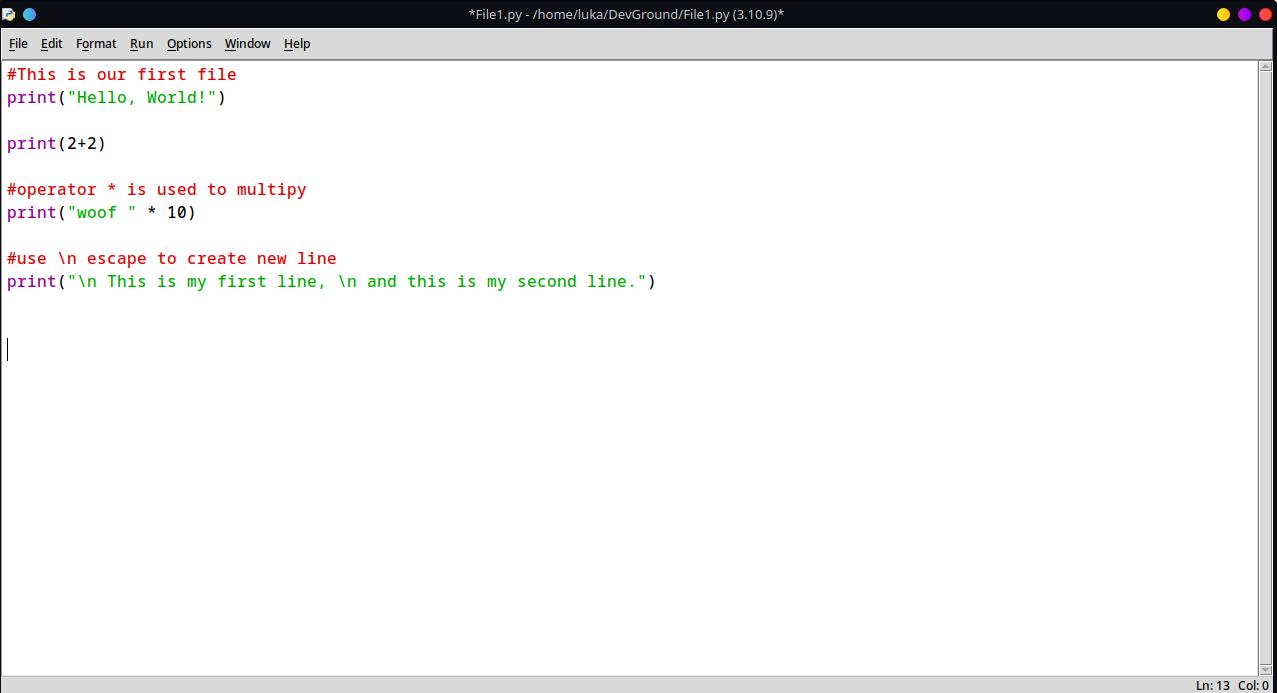 *File1.py - /home/luka/DevGround/File1.py (3.10.9)*
File Edit Format Run Options Window Help
#This is our first file
print("Hello, World!")
print(2+2)
#operator * is used to multipy
print("woof " * 10)
#use \n escape to create new line
print("\n This is my first line, \n and this is my second line.")
Ln: 13 Col: 0